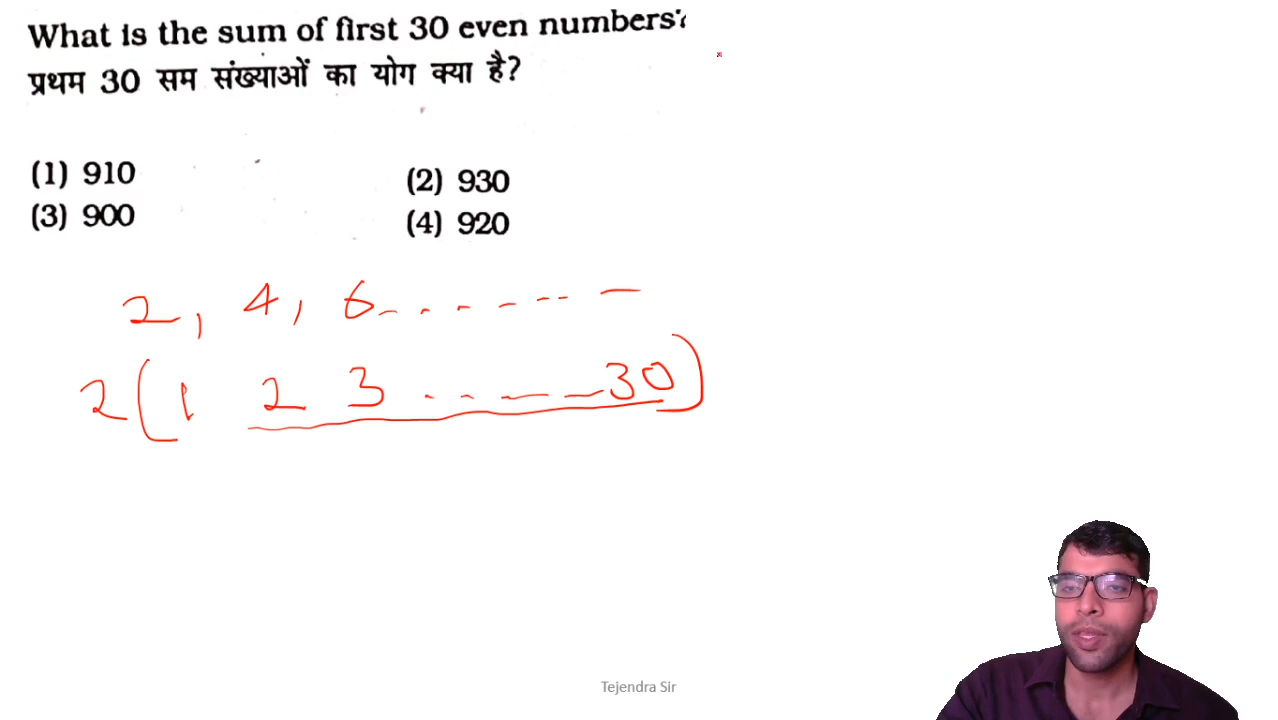 What is the sum of first 30 even numbers?
प्रथम 30 सम संख्याओं का योग क्या है?
(1) 910 (2) 930
(3) 900 (4) 920
2, 4, 6 - - - - - - -
2 ( 1 2 3 - - - - - 30 )
Tejendra Sir